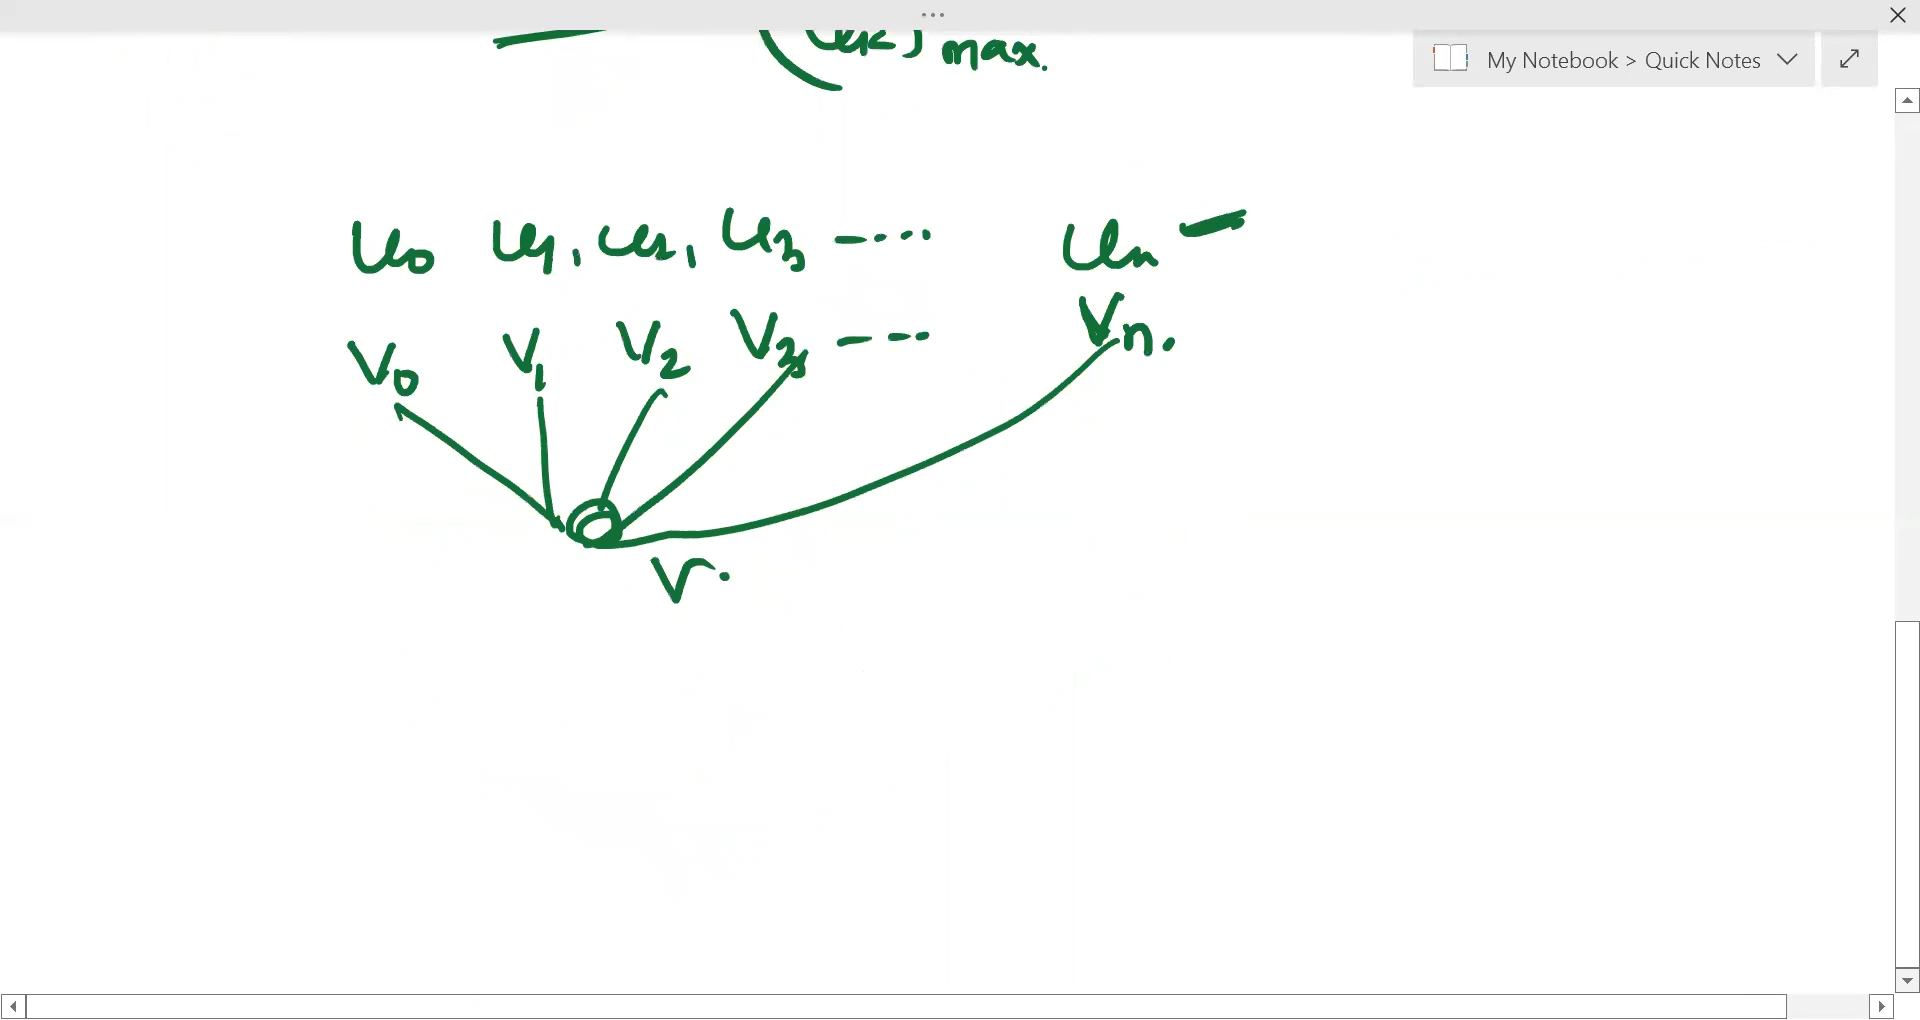 ...
My Notebook > Quick Notes
max.
u₀ u₁, u₂, u₃ ----- uₙ
V₀ V₁ V₂ V₃ ---- Vₙ.
V.